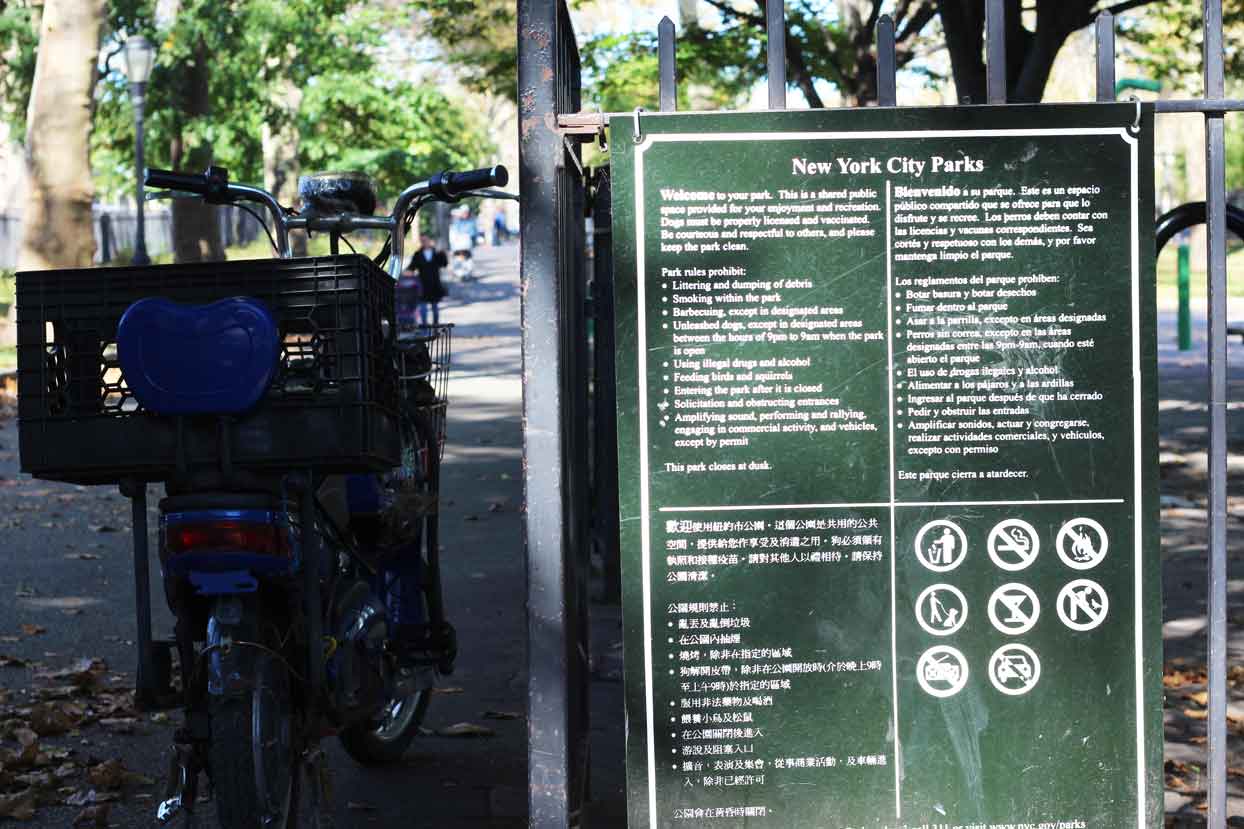 New York City Parks
Welcome to your park. This is a shared public
space provided for your enjoyment and recreation.
Dogs must be properly licensed and vaccinated.
Be courteous and respectful to others, and please
keep the park clean.
Park rules prohibit:
• Littering and dumping of debris
• Smoking within the park
• Barbecuing, except in designated areas
• Unleashed dogs, except in designated areas
between the hours of 9pm to 9am when the park
is open
• Using illegal drugs and alcohol
• Feeding birds and squirrels
• Entering the park after it is closed
• Solicitation and obstructing entrances
• Amplifying sound, performing and rallying,
engaging in commercial activity, and vehicles,
except by permit
This park closes at dusk.
Bienvenido a su parque. Este es un espacio
público compartido que se ofrece para que lo
disfrute y se recree. Los perros deben contar con
las licencias y vacunas correspondientes. Sea
cortés y respetuoso con los demás, y por favor
mantenga limpio el parque.
Los reglamentos del parque prohíben:
• Botar basura y botar desechos
• Fumar dentro al parque
• Asar a la parrilla, excepto en áreas designadas
• Perros sin correa, excepto en las áreas
designadas entre las 9pm-9am, cuando esté
abierto el parque
• El uso de drogas ilegales y alcohol
• Alimentar a los pájaros y a las ardillas
• Ingresar al parque después de que ha cerrado
• Pedir y obstruir las entradas
• Amplificar sonidos, actuar y congregarse,
realizar actividades comerciales, y vehículos,
excepto con permiso
Este parque cierra a atardecer.
歡迎使用紐約市公園。這個公園是共用的公共
空間,提供給您作享受及消遣之用。狗必須領有
執照和接種疫苗。請對其他人以禮相待。請保持
公園清潔。
公園規則禁止:
• 亂丟及亂倒垃圾
• 在公園內抽煙
• 燒烤,除非在指定的區域
• 狗解開皮帶,除非在公園開放時(介於晚上9時
至上午9時)於指定的區域
• 服用非法藥物及喝酒
• 餵養小鳥及松鼠
• 在公園關閉後進入
• 游說及阻塞入口
• 擴音,表演及集會,從事商業活動,及車輛進
入,除非已經許可
公園會在黃昏時關閉。
call 311 or visit www.nyc.gov/parks